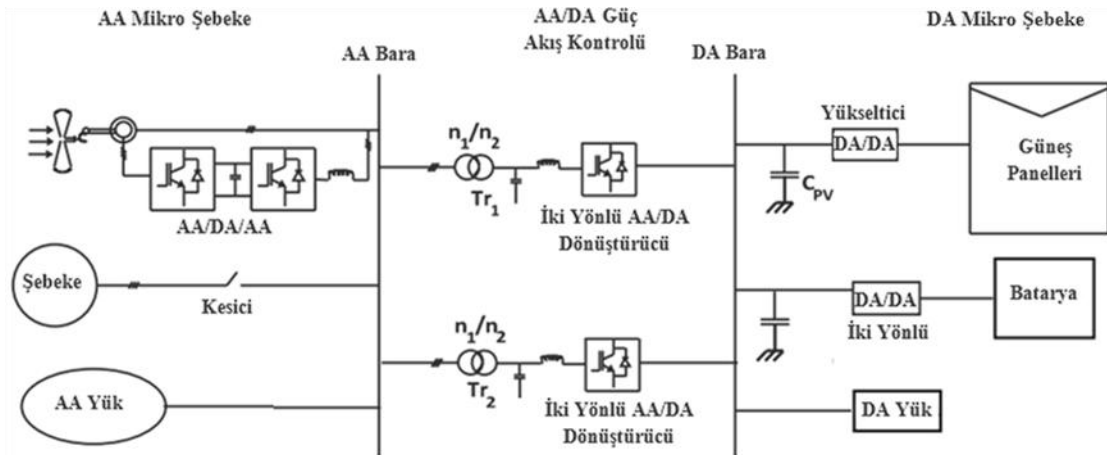 AA Mikro Şebeke
AA/DA Güç
Akış Kontrolü
DA Mikro Şebeke
AA Bara
DA Bara
Yükseltici
DA/DA
Güneş
Panelleri
C_PV
n₁/n₂
Tr₁
İki Yönlü AA/DA
Dönüştürücü
AA/DA/AA
Şebeke
Kesici
DA/DA
İki Yönlü
Batarya
n₁/n₂
Tr₂
İki Yönlü AA/DA
Dönüştürücü
AA Yük
DA Yük